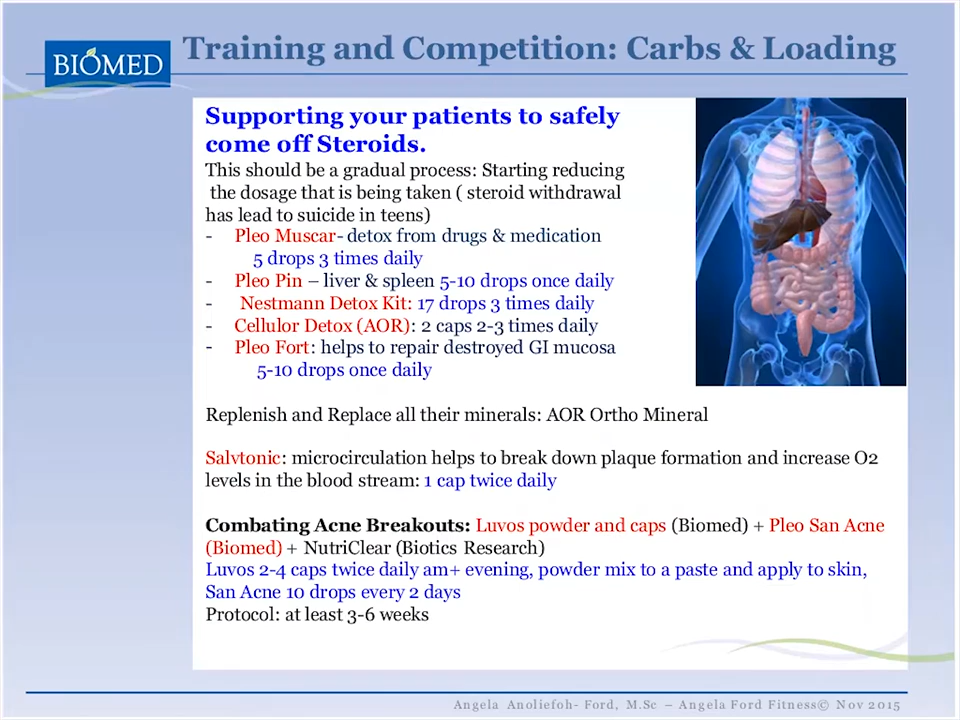 BIOMED
Training and Competition: Carbs & Loading
Supporting your patients to safely
come off Steroids.
This should be a gradual process: Starting reducing
the dosage that is being taken ( steroid withdrawal
has lead to suicide in teens)
- Pleo Muscar- detox from drugs & medication
5 drops 3 times daily
- Pleo Pin – liver & spleen 5-10 drops once daily
- Nestmann Detox Kit: 17 drops 3 times daily
- Cellulor Detox (AOR): 2 caps 2-3 times daily
- Pleo Fort: helps to repair destroyed GI mucosa
5-10 drops once daily
Replenish and Replace all their minerals: AOR Ortho Mineral
Salvtonic: microcirculation helps to break down plaque formation and increase O2
levels in the blood stream: 1 cap twice daily
Combating Acne Breakouts: Luvos powder and caps (Biomed) + Pleo San Acne
(Biomed) + NutriClear (Biotics Research)
Luvos 2-4 caps twice daily am+ evening, powder mix to a paste and apply to skin,
San Acne 10 drops every 2 days
Protocol: at least 3-6 weeks
Angela Anoliefoh- Ford, M.Sc – Angela Ford Fitness© Nov 2015